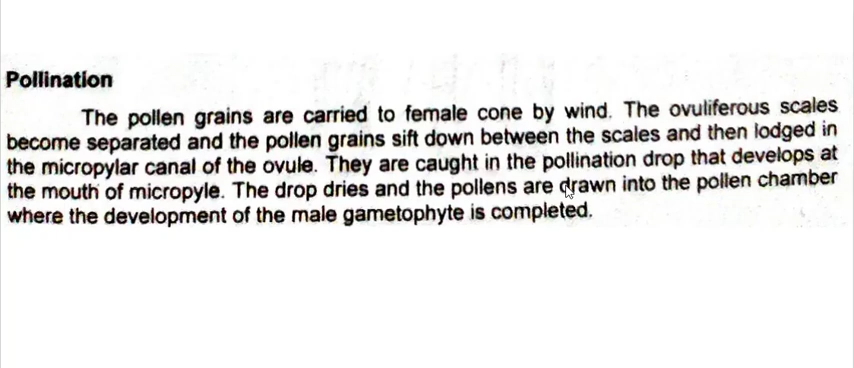 Pollination
The pollen grains are carried to female cone by wind. The ovuliferous scales
become separated and the pollen grains sift down between the scales and then lodged in
the micropylar canal of the ovule. They are caught in the pollination drop that develops at
the mouth of micropyle. The drop dries and the pollens are drawn into the pollen chamber
where the development of the male gametophyte is completed.